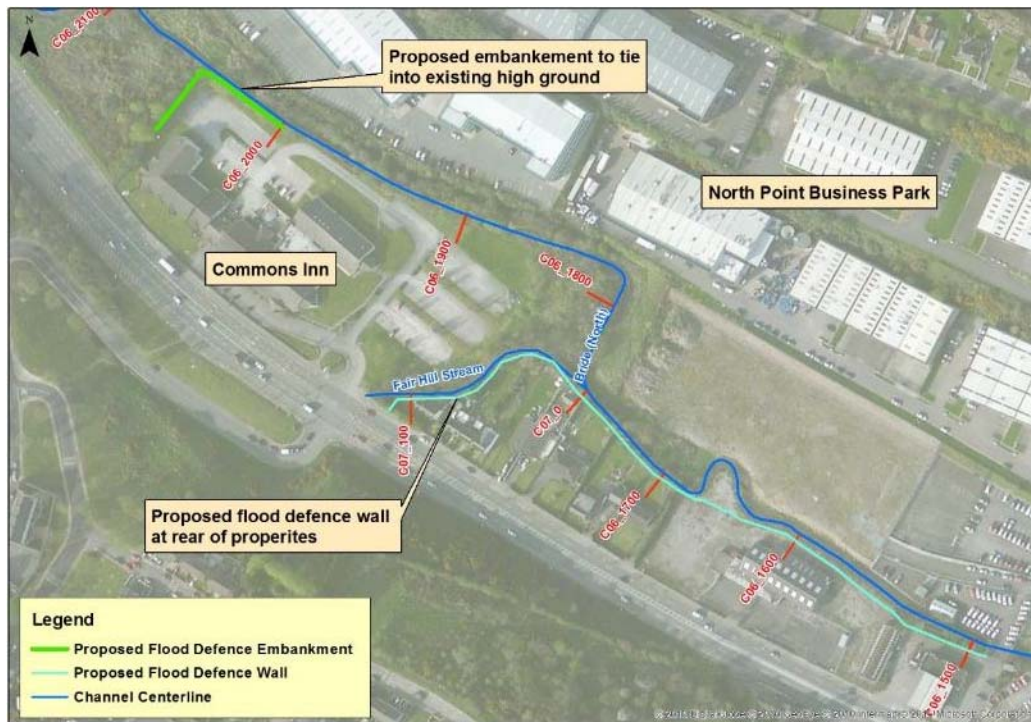 C06_2100
N
Proposed embankement to tie
into existing high ground
C06_2000
North Point Business Park
Commons Inn
C06_1900
C06_1800
Bride (North)
Fair Hill Stream
C07_100
C07_0
Proposed flood defence wall
at rear of properites
C06_1700
C06_1600
C06_1500
Legend
Proposed Flood Defence Embankment
Proposed Flood Defence Wall
Channel Centerline